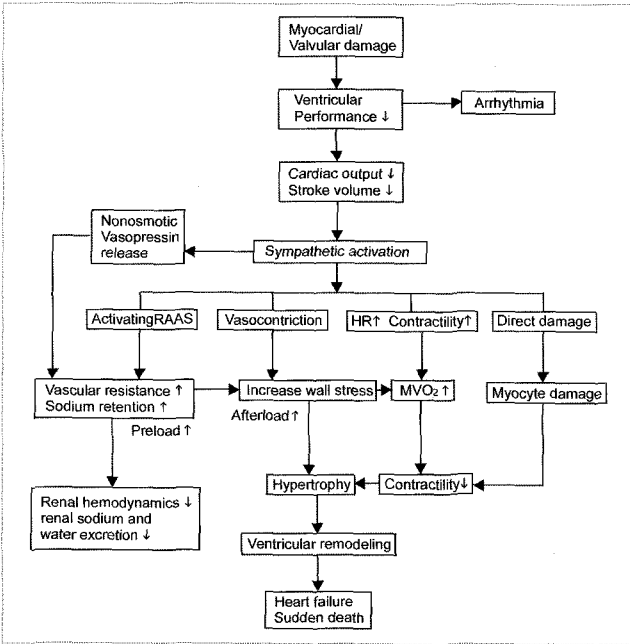 Myocardial/
Valvular damage
Ventricular
Performance ↓
Arrhythmia
Cardiac output ↓
Stroke volume ↓
Nonosmotic
Vasopressin
release
Sympathetic activation
ActivatingRAAS
Vasocontriction
HR↑ Contractility↑
Direct damage
Vascular resistance ↑
Sodium retention ↑
Increase wall stress
MVO₂ ↑
Myocyte damage
Preload ↑
Afterload ↑
Hypertrophy
Contractility↓
Renal hemodynamics ↓
renal sodium and
water excretion ↓
Ventricular remodeling
Heart failure
Sudden death